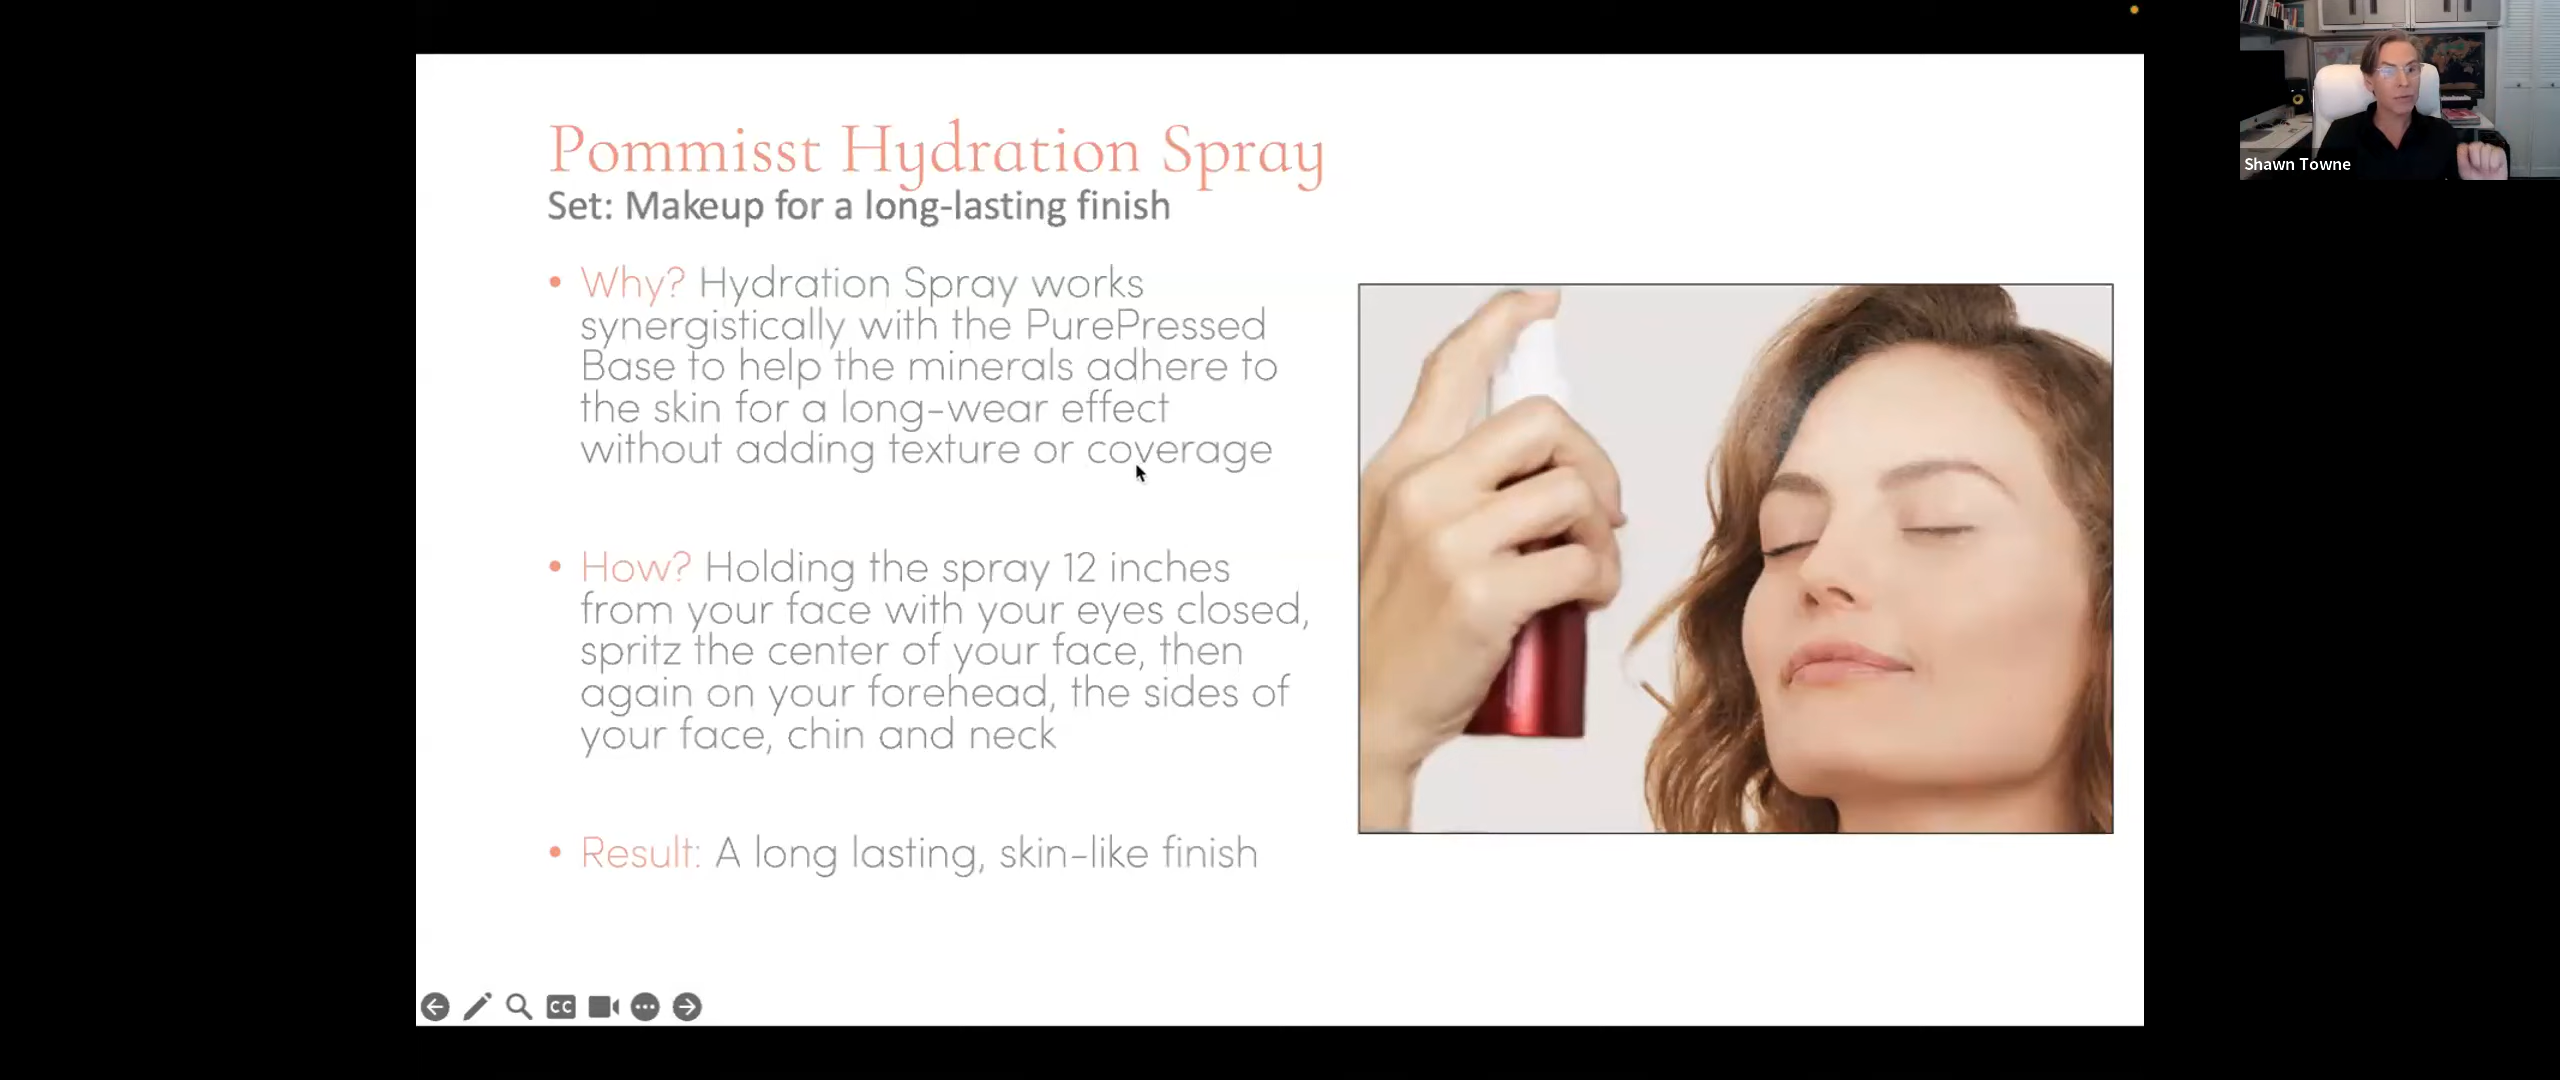 Pommisst Hydration Spray
Set: Makeup for a long-lasting finish
• Why? Hydration Spray works
synergistically with the PurePressed
Base to help the minerals adhere to
the skin for a long-wear effect
without adding texture or coverage
• How? Holding the spray 12 inches
from your face with your eyes closed,
spritz the center of your face, then
again on your forehead, the sides of
your face, chin and neck
• Result: A long lasting, skin-like finish
CC
Shawn Towne